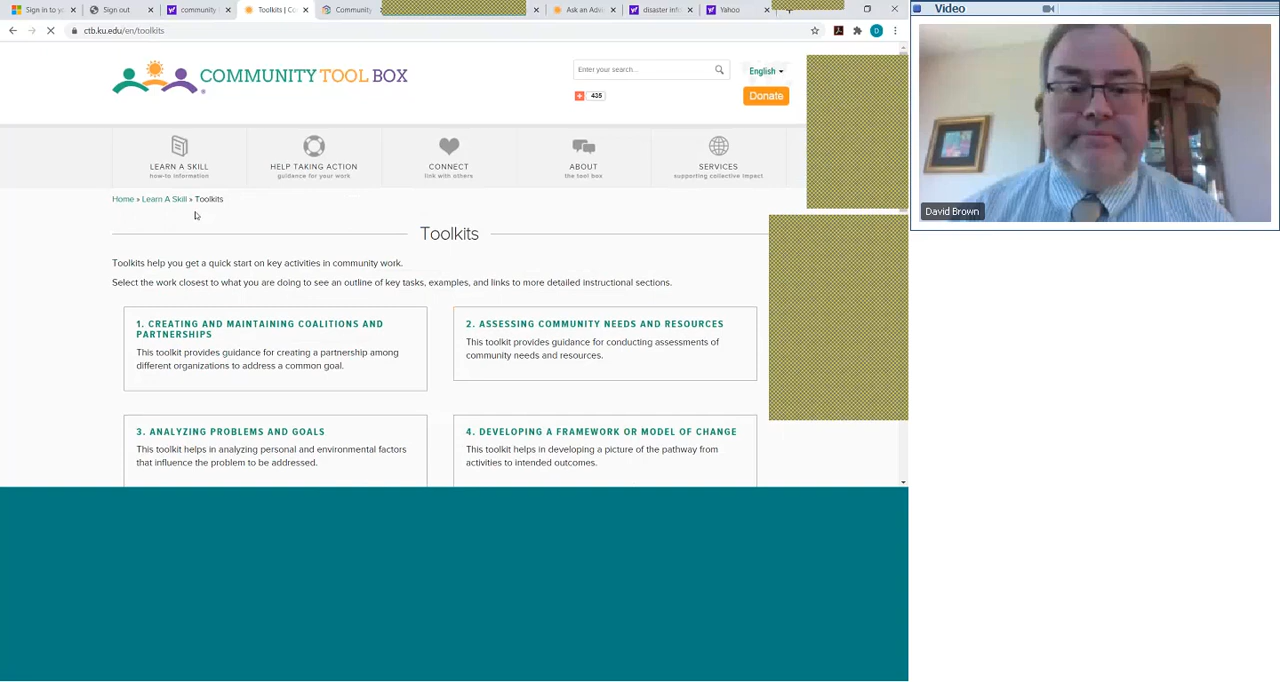 Sign in to yo
Sign out
community
Toolkits | Co
Community
Ask an Advi
disaster info
Yahoo
ctb.ku.edu/en/toolkits
D
COMMUNITY TOOL BOX
Enter your search...
English
435
Donate
LEARN A SKILL
how-to information
HELP TAKING ACTION
guidance for your work
CONNECT
link with others
ABOUT
the tool box
SERVICES
supporting collective impact
Home » Learn A Skill » Toolkits
Toolkits
Toolkits help you get a quick start on key activities in community work.
Select the work closest to what you are doing to see an outline of key tasks, examples, and links to more detailed instructional sections.
1. CREATING AND MAINTAINING COALITIONS AND
PARTNERSHIPS
This toolkit provides guidance for creating a partnership among
different organizations to address a common goal.
2. ASSESSING COMMUNITY NEEDS AND RESOURCES
This toolkit provides guidance for conducting assessments of
community needs and resources.
3. ANALYZING PROBLEMS AND GOALS
This toolkit helps in analyzing personal and environmental factors
that influence the problem to be addressed.
4. DEVELOPING A FRAMEWORK OR MODEL OF CHANGE
This toolkit helps in developing a picture of the pathway from
activities to intended outcomes.
Video
David Brown